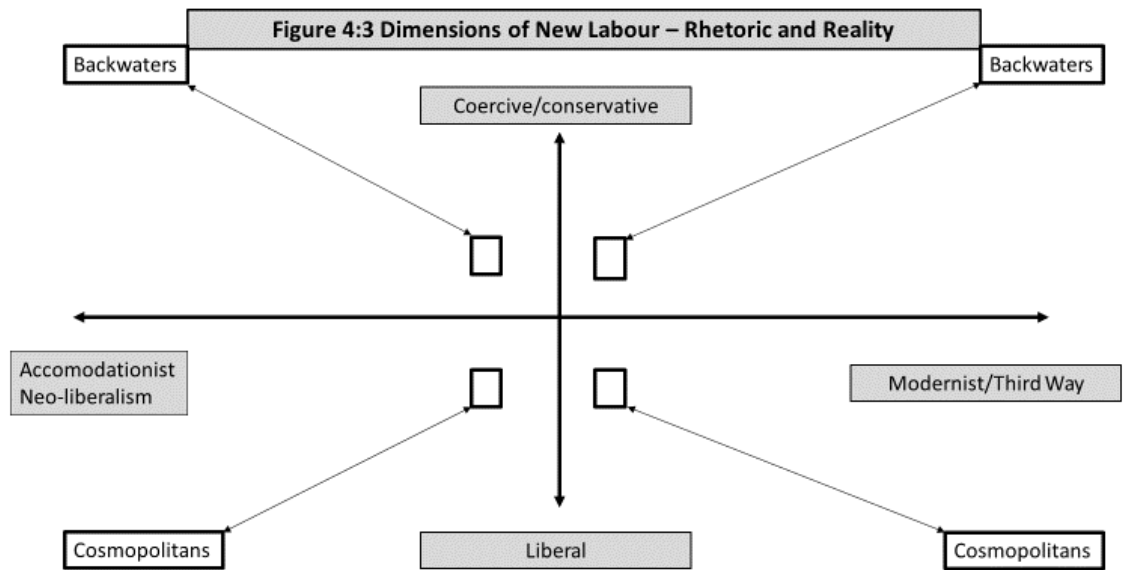 Figure 4:3 Dimensions of New Labour – Rhetoric and Reality
Backwaters
Backwaters
Coercive/conservative
Accomodationist
Neo-liberalism
Modernist/Third Way
Cosmopolitans
Liberal
Cosmopolitans